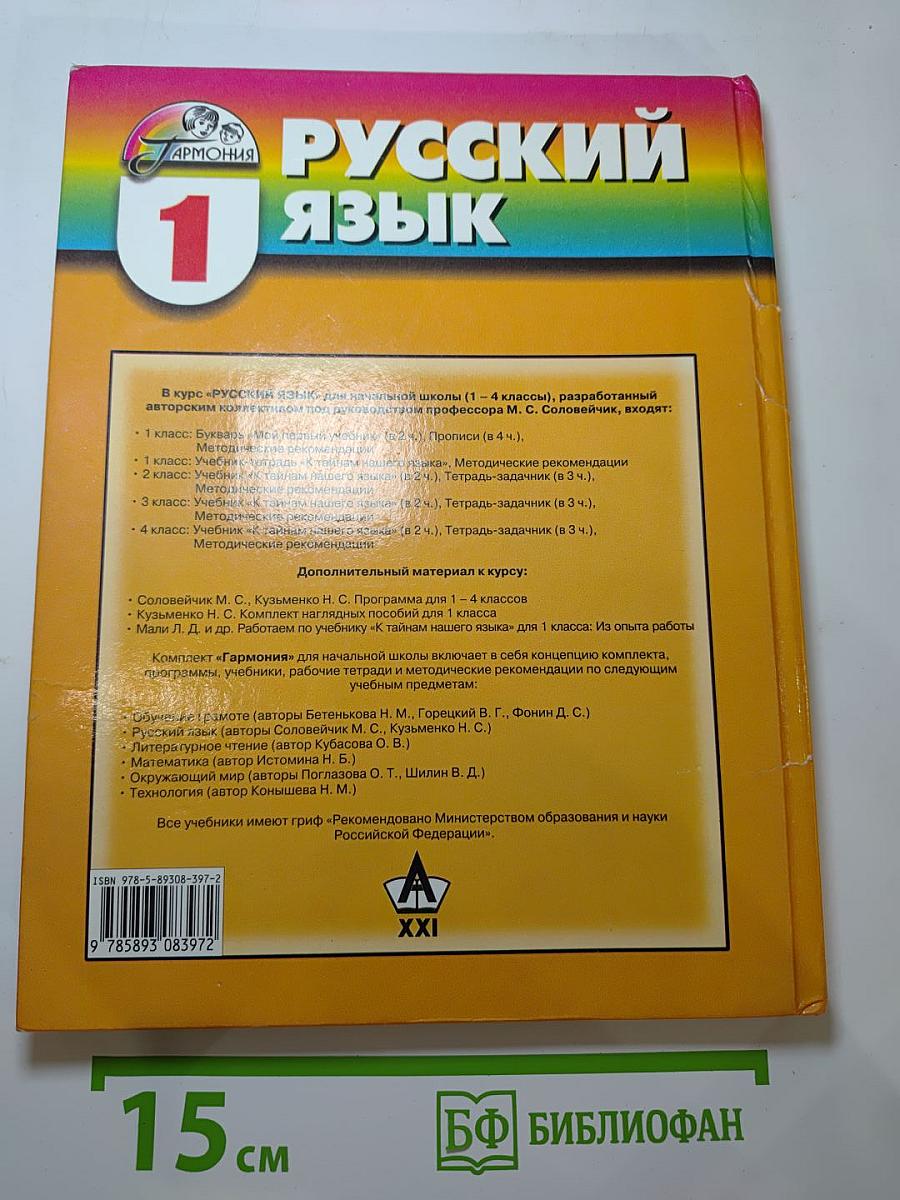 ГАРМОНИЯ
1
РУССКИЙ
ЯЗЫК
В курс «РУССКИЙ ЯЗЫК» для начальной школы (1 – 4 классы), разработанный
авторским коллективом под руководством профессора М. С. Соловейчик, входят:
• 1 класс: Букварь «Мой первый учебник» (в 2 ч.), Прописи (в 4 ч.),
Методические рекомендации
• 1 класс: Учебник-тетрадь «К тайнам нашего языка», Методические рекомендации
• 2 класс: Учебник «К тайнам нашего языка» (в 2 ч.), Тетрадь-задачник (в 3 ч.),
Методические рекомендации
• 3 класс: Учебник «К тайнам нашего языка» (в 2 ч.), Тетрадь-задачник (в 3 ч.),
Методические рекомендации
• 4 класс: Учебник «К тайнам нашего языка» (в 2 ч.), Тетрадь-задачник (в 3 ч.),
Методические рекомендации
Дополнительный материал к курсу:
• Соловейчик М. С., Кузьменко Н. С. Программа для 1 – 4 классов
• Кузьменко Н. С. Комплект наглядных пособий для 1 класса
• Мали Л. Д. и др. Работаем по учебнику «К тайнам нашего языка» для 1 класса: Из опыта работы
Комплект «Гармония» для начальной школы включает в себя концепцию комплекта,
программы, учебники, рабочие тетради и методические рекомендации по следующим
учебным предметам:
• Обучение грамоте (авторы Бетенькова Н. М., Горецкий В. Г., Фонин Д. С.)
• Русский язык (авторы Соловейчик М. С., Кузьменко Н. С.)
• Литературное чтение (автор Кубасова О. В.)
• Математика (автор Истомина Н. Б.)
• Окружающий мир (авторы Поглазова О. Т., Шилин В. Д.)
• Технология (автор Конышева Н. М.)
Все учебники имеют гриф «Рекомендовано Министерством образования и науки
Российской Федерации».
А
XXI
ISBN 978-5-89308-397-2
9 785893 083972
15 см
БФ БИБЛИОФАН